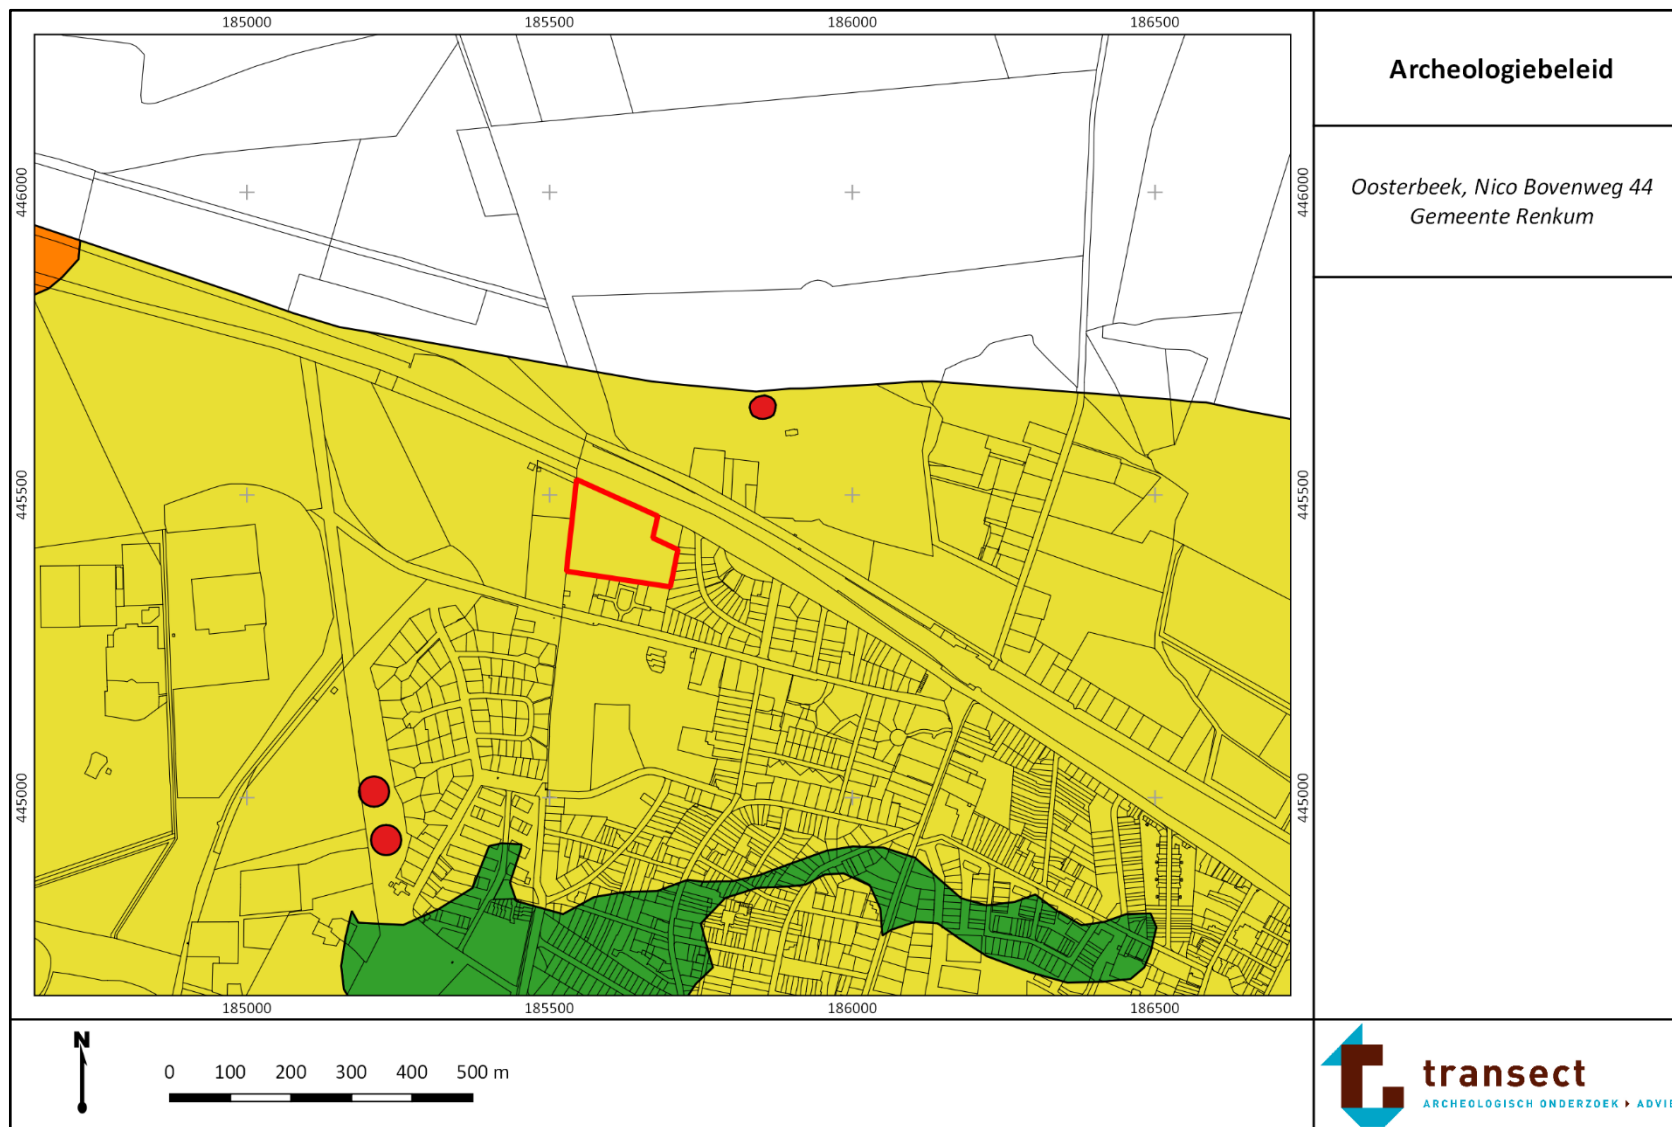 185000 185500 186000 186500
446000 446000
445500 445500
445000 445000
185000 185500 186000 186500
Archeologiebeleid
Oosterbeek, Nico Bovenweg 44
Gemeente Renkum
N
0 100 200 300 400 500 m
transect
ARCHEOLOGISCH ONDERZOEK ADVIE